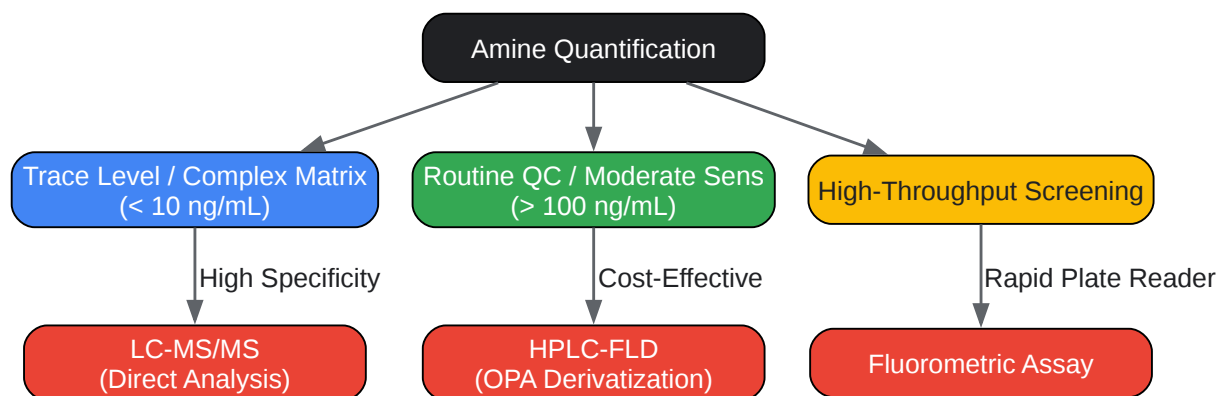 Amine Quantification
Trace Level / Complex Matrix
(< 10 ng/mL)
Routine QC / Moderate Sens
(> 100 ng/mL)
High-Throughput Screening
High Specificity
Cost-Effective
Rapid Plate Reader
LC-MS/MS
(Direct Analysis)
HPLC-FLD
(OPA Derivatization)
Fluorometric Assay